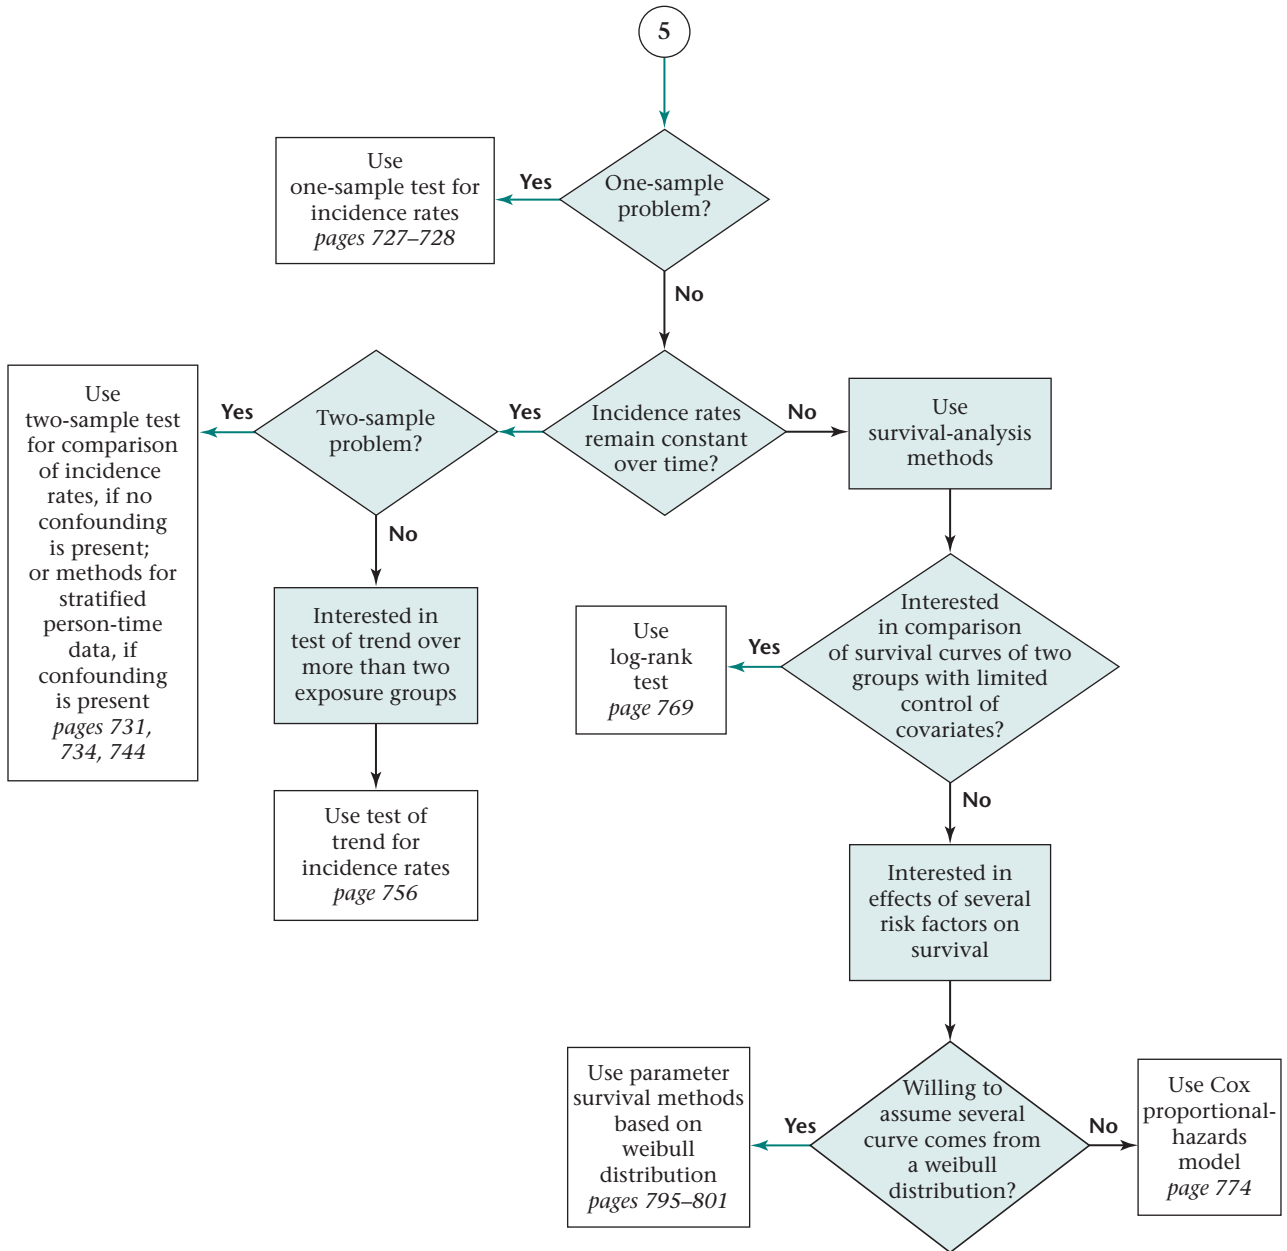 5
One-sample
problem?
Yes
Use
one-sample test for
incidence rates
pages 727–728
No
Incidence rates
remain constant
over time?
Yes
Two-sample
problem?
Yes
Use
two-sample test
for comparison
of incidence
rates, if no
confounding
is present;
or methods for
stratified
person-time
data, if
confounding
is present
pages 731,
734, 744
No
Interested in
test of trend over
more than two
exposure groups
Use test of
trend for
incidence rates
page 756
No
Use
survival-analysis
methods
Interested
in comparison
of survival curves of two
groups with limited
control of
covariates?
Yes
Use
log-rank
test
page 769
No
Interested in
effects of several
risk factors on
survival
Willing to
assume several
curve comes from
a weibull
distribution?
Yes
Use parameter
survival methods
based on
weibull
distribution
pages 795–801
No
Use Cox
proportional-
hazards
model
page 774